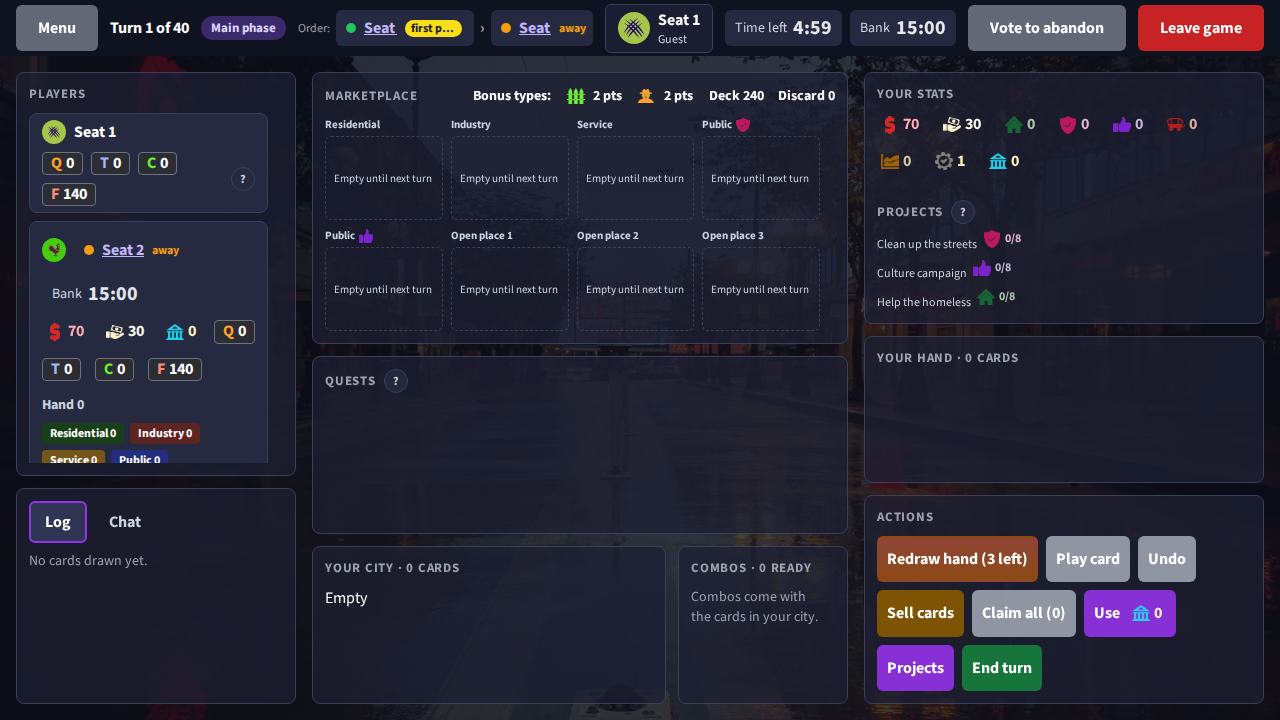 Menu
Turn 1 of 40
Main phase
Order:
Seat
first p...
›
Seat
away
Seat 1
Guest
Time left 4:59
Bank 15:00
Vote to abandon
Leave game
PLAYERS
Seat 1
Q 0
T 0
C 0
F 140
?
Seat 2
away
Bank 15:00
70
30
0
Q 0
T 0
C 0
F 140
Hand 0
Residential 0
Industry 0
Service 0
Public 0
Log
Chat
No cards drawn yet.
MARKETPLACE
Bonus types:
2 pts
2 pts
Deck 240
Discard 0
Residential
Industry
Service
Public
Empty until next turn
Empty until next turn
Empty until next turn
Empty until next turn
Public
Open place 1
Open place 2
Open place 3
Empty until next turn
Empty until next turn
Empty until next turn
Empty until next turn
QUESTS
?
YOUR CITY · 0 CARDS
Empty
COMBOS · 0 READY
Combos come with
the cards in your city.
YOUR STATS
70
30
0
0
0
0
0
1
0
PROJECTS
?
Clean up the streets 0/8
Culture campaign 0/8
Help the homeless 0/8
YOUR HAND · 0 CARDS
ACTIONS
Redraw hand (3 left)
Play card
Undo
Sell cards
Claim all (0)
Use 0
Projects
End turn